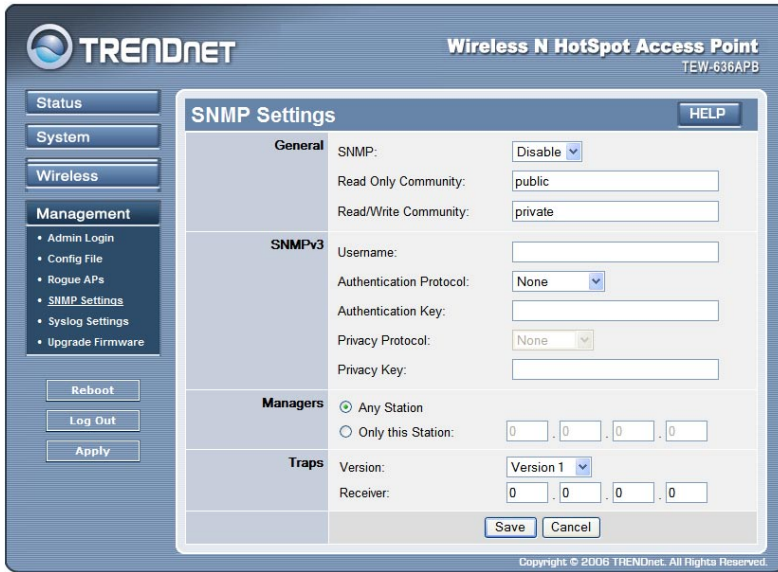 TRENDNET
Wireless N HotSpot Access Point
TEW-636APB
Status
System
Wireless
Management
• Admin Login
• Config File
• Rogue APs
• SNMP Settings
• Syslog Settings
• Upgrade Firmware
Reboot
Log Out
Apply
SNMP Settings HELP
General SNMP: Disable
Read Only Community: public
Read/Write Community: private
SNMPv3 Username:
Authentication Protocol: None
Authentication Key:
Privacy Protocol: None
Privacy Key:
Managers Any Station
Only this Station: 0 . 0 . 0 . 0
Traps Version: Version 1
Receiver: 0 . 0 . 0 . 0
Save Cancel
Copyright © 2006 TRENDnet. All Rights Reserved.